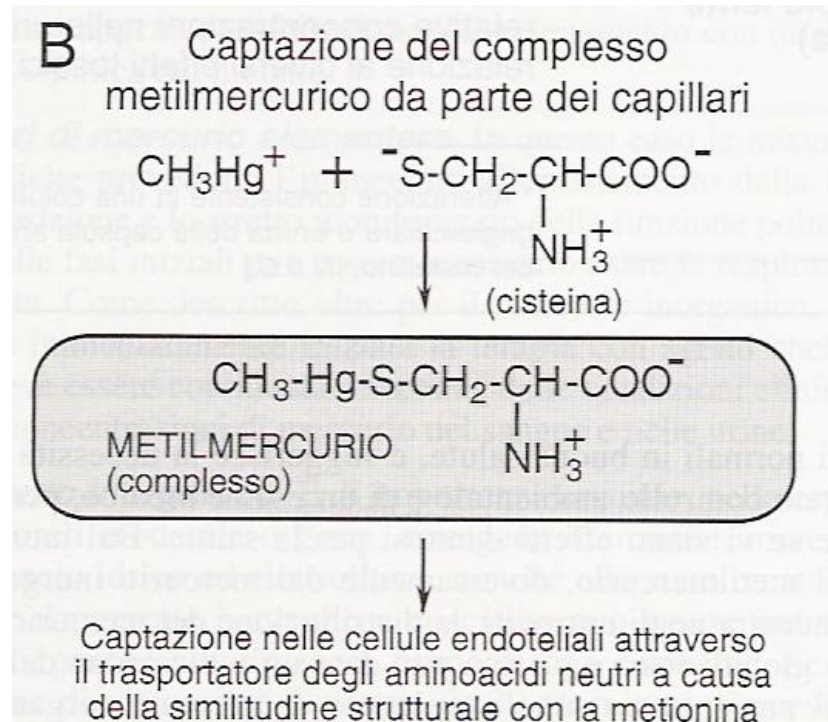 B
Captazione del complesso
metilmercurico da parte dei capillari
CH₃Hg⁺ + ⁻S-CH₂-CH-COO⁻
NH₃⁺
(cisteina)
CH₃-Hg-S-CH₂-CH-COO⁻
METILMERCURIO
(complesso)
NH₃⁺
Captazione nelle cellule endoteliali attraverso
il trasportatore degli aminoacidi neutri a causa
della similitudine strutturale con la metionina